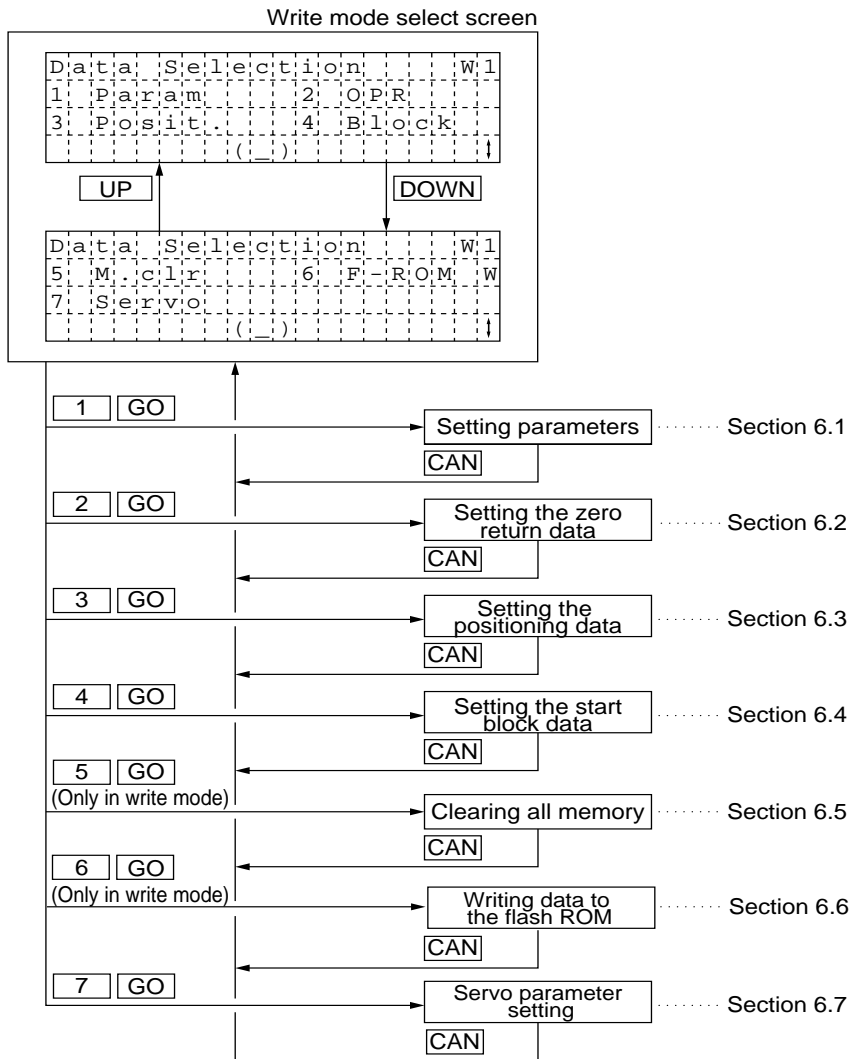 Write mode select screen
Data Selection W1
1 Param 2 OPR
3 Posit. 4 Block
(_)
UP DOWN
Data Selection W1
5 M.clr 6 F-ROM W
7 Servo
(_)
1 GO
Setting parameters ········ Section 6.1
CAN
2 GO
Setting the zero
return data ········ Section 6.2
CAN
3 GO
Setting the
positioning data ········ Section 6.3
CAN
4 GO
Setting the start
block data ········ Section 6.4
CAN
5 GO
(Only in write mode)
Clearing all memory ········ Section 6.5
CAN
6 GO
(Only in write mode)
Writing data to
the flash ROM ········ Section 6.6
CAN
7 GO
Servo parameter
setting ········ Section 6.7
CAN